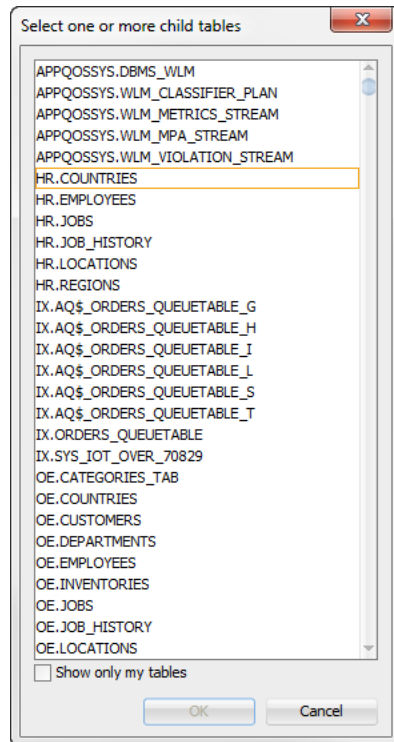 Select one or more child tables
APPQOSSYS.DBMS_WLM
APPQOSSYS.WLM_CLASSIFIER_PLAN
APPQOSSYS.WLM_METRICS_STREAM
APPQOSSYS.WLM_MPA_STREAM
APPQOSSYS.WLM_VIOLATION_STREAM
HR.COUNTRIES
HR.EMPLOYEES
HR.JOBS
HR.JOB_HISTORY
HR.LOCATIONS
HR.REGIONS
IX.AQ$_ORDERS_QUEUETABLE_G
IX.AQ$_ORDERS_QUEUETABLE_H
IX.AQ$_ORDERS_QUEUETABLE_I
IX.AQ$_ORDERS_QUEUETABLE_L
IX.AQ$_ORDERS_QUEUETABLE_S
IX.AQ$_ORDERS_QUEUETABLE_T
IX.ORDERS_QUEUETABLE
IX.SYS_IOT_OVER_70829
OE.CATEGORIES_TAB
OE.COUNTRIES
OE.CUSTOMERS
OE.DEPARTMENTS
OE.EMPLOYEES
OE.INVENTORIES
OE.JOBS
OE.JOB_HISTORY
OE.LOCATIONS
Show only my tables
OK Cancel